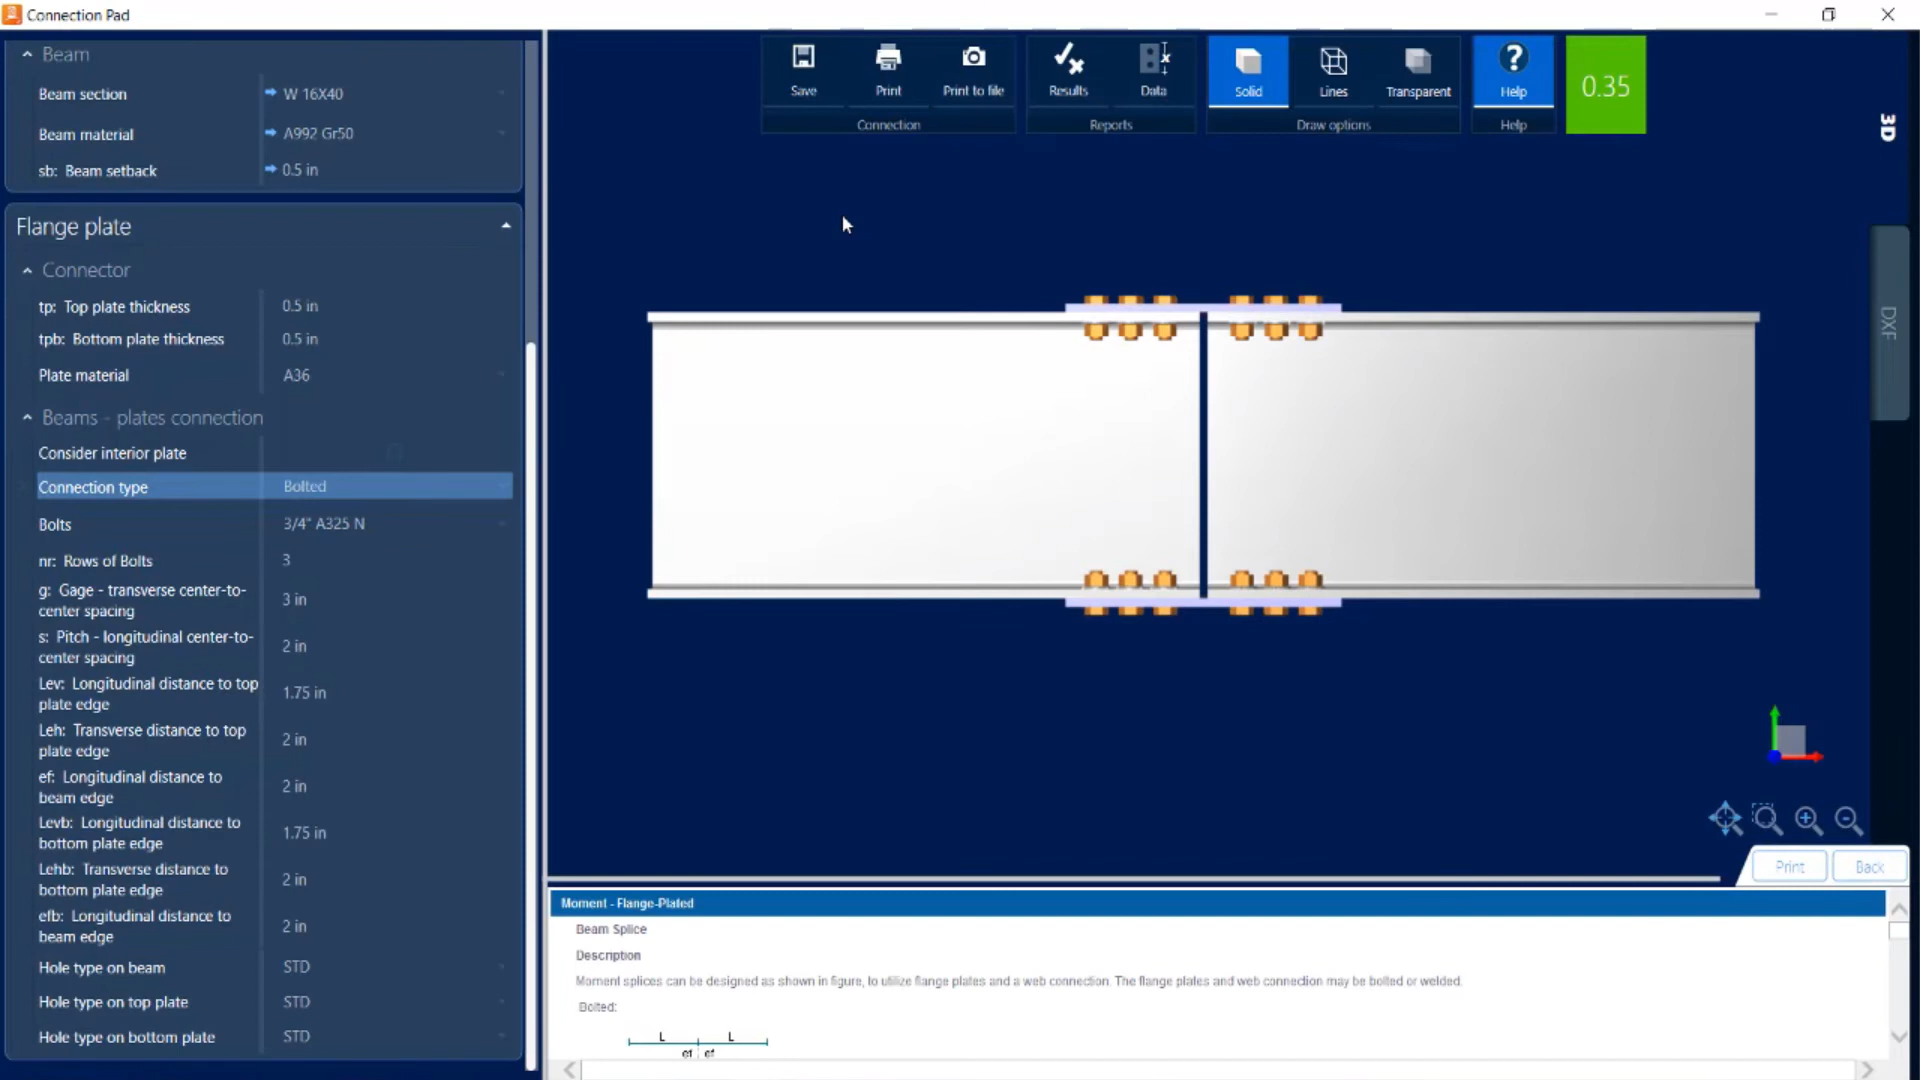 Connection Pad
Beam
Beam section W 16X40
Beam material A992 Gr50
sb: Beam setback 0.5 in
Flange plate
Connector
tp: Top plate thickness 0.5 in
tpb: Bottom plate thickness 0.5 in
Plate material A36
Beams - plates connection
Consider interior plate
Connection type Bolted
Bolts 3/4" A325 N
nr: Rows of Bolts 3
g: Gage - transverse center-to-
center spacing 3 in
s: Pitch - longitudinal center-to-
center spacing 2 in
Lev: Longitudinal distance to top
plate edge 1.75 in
Leh: Transverse distance to top
plate edge 2 in
ef: Longitudinal distance to
beam edge 2 in
Levb: Longitudinal distance to
bottom plate edge 1.75 in
Lehb: Transverse distance to
bottom plate edge 2 in
efb: Longitudinal distance to
beam edge 2 in
Hole type on beam STD
Hole type on top plate STD
Hole type on bottom plate STD
Save Print Print to file
Connection
Results Data
Reports
Solid Lines Transparent
Draw options
Help
Help
0.35
3D
DXF
Print Back
Moment - Flange-Plated
Beam Splice
Description
Moment splices can be designed as shown in figure, to utilize flange plates and a web connection. The flange plates and web connection may be bolted or welded.
Bolted:
L L
ef ef